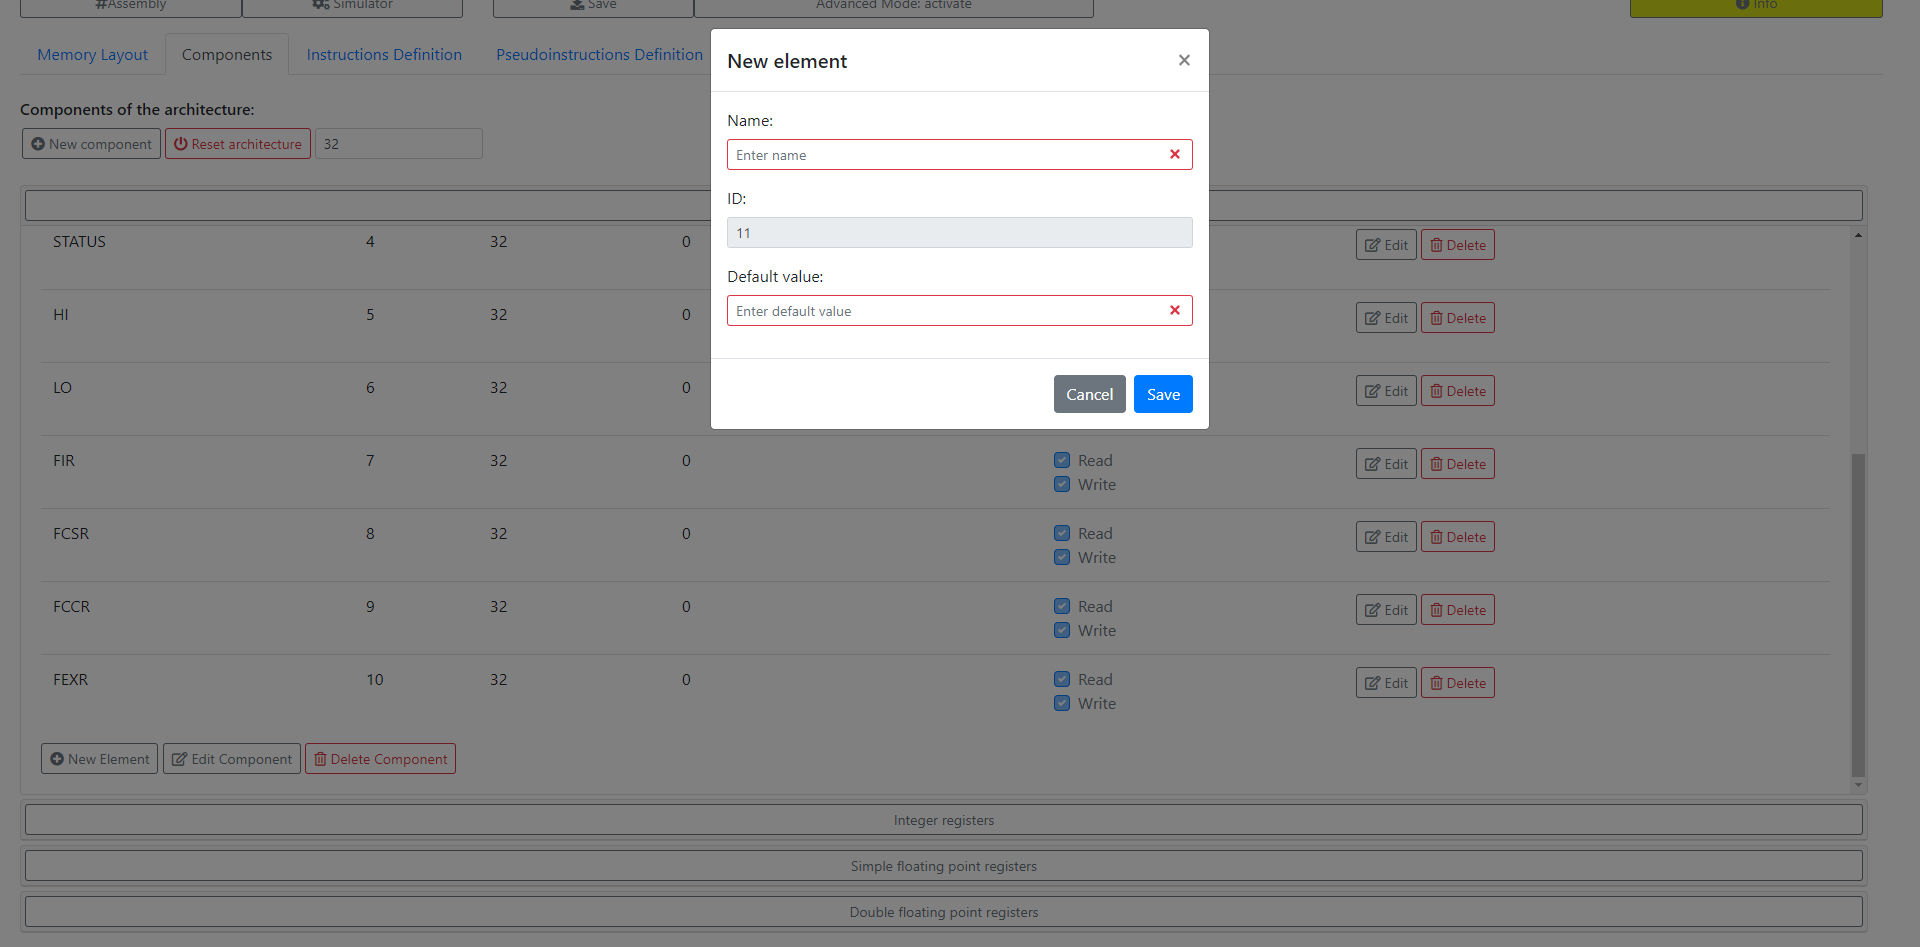 #Assembly Simulator Save Advanced Mode: activate Info
Memory Layout Components Instructions Definition Pseudoinstructions Definition
Components of the architecture:
New component Reset architecture 32
New element ×
Name:
Enter name
ID:
11
Default value:
Enter default value
Cancel Save
STATUS 4 32 0 Edit Delete
HI 5 32 0 Edit Delete
LO 6 32 0 Edit Delete
FIR 7 32 0 Read Edit Delete
Write
FCSR 8 32 0 Read Edit Delete
Write
FCCR 9 32 0 Read Edit Delete
Write
FEXR 10 32 0 Read Edit Delete
Write
New Element Edit Component Delete Component
Integer registers
Simple floating point registers
Double floating point registers